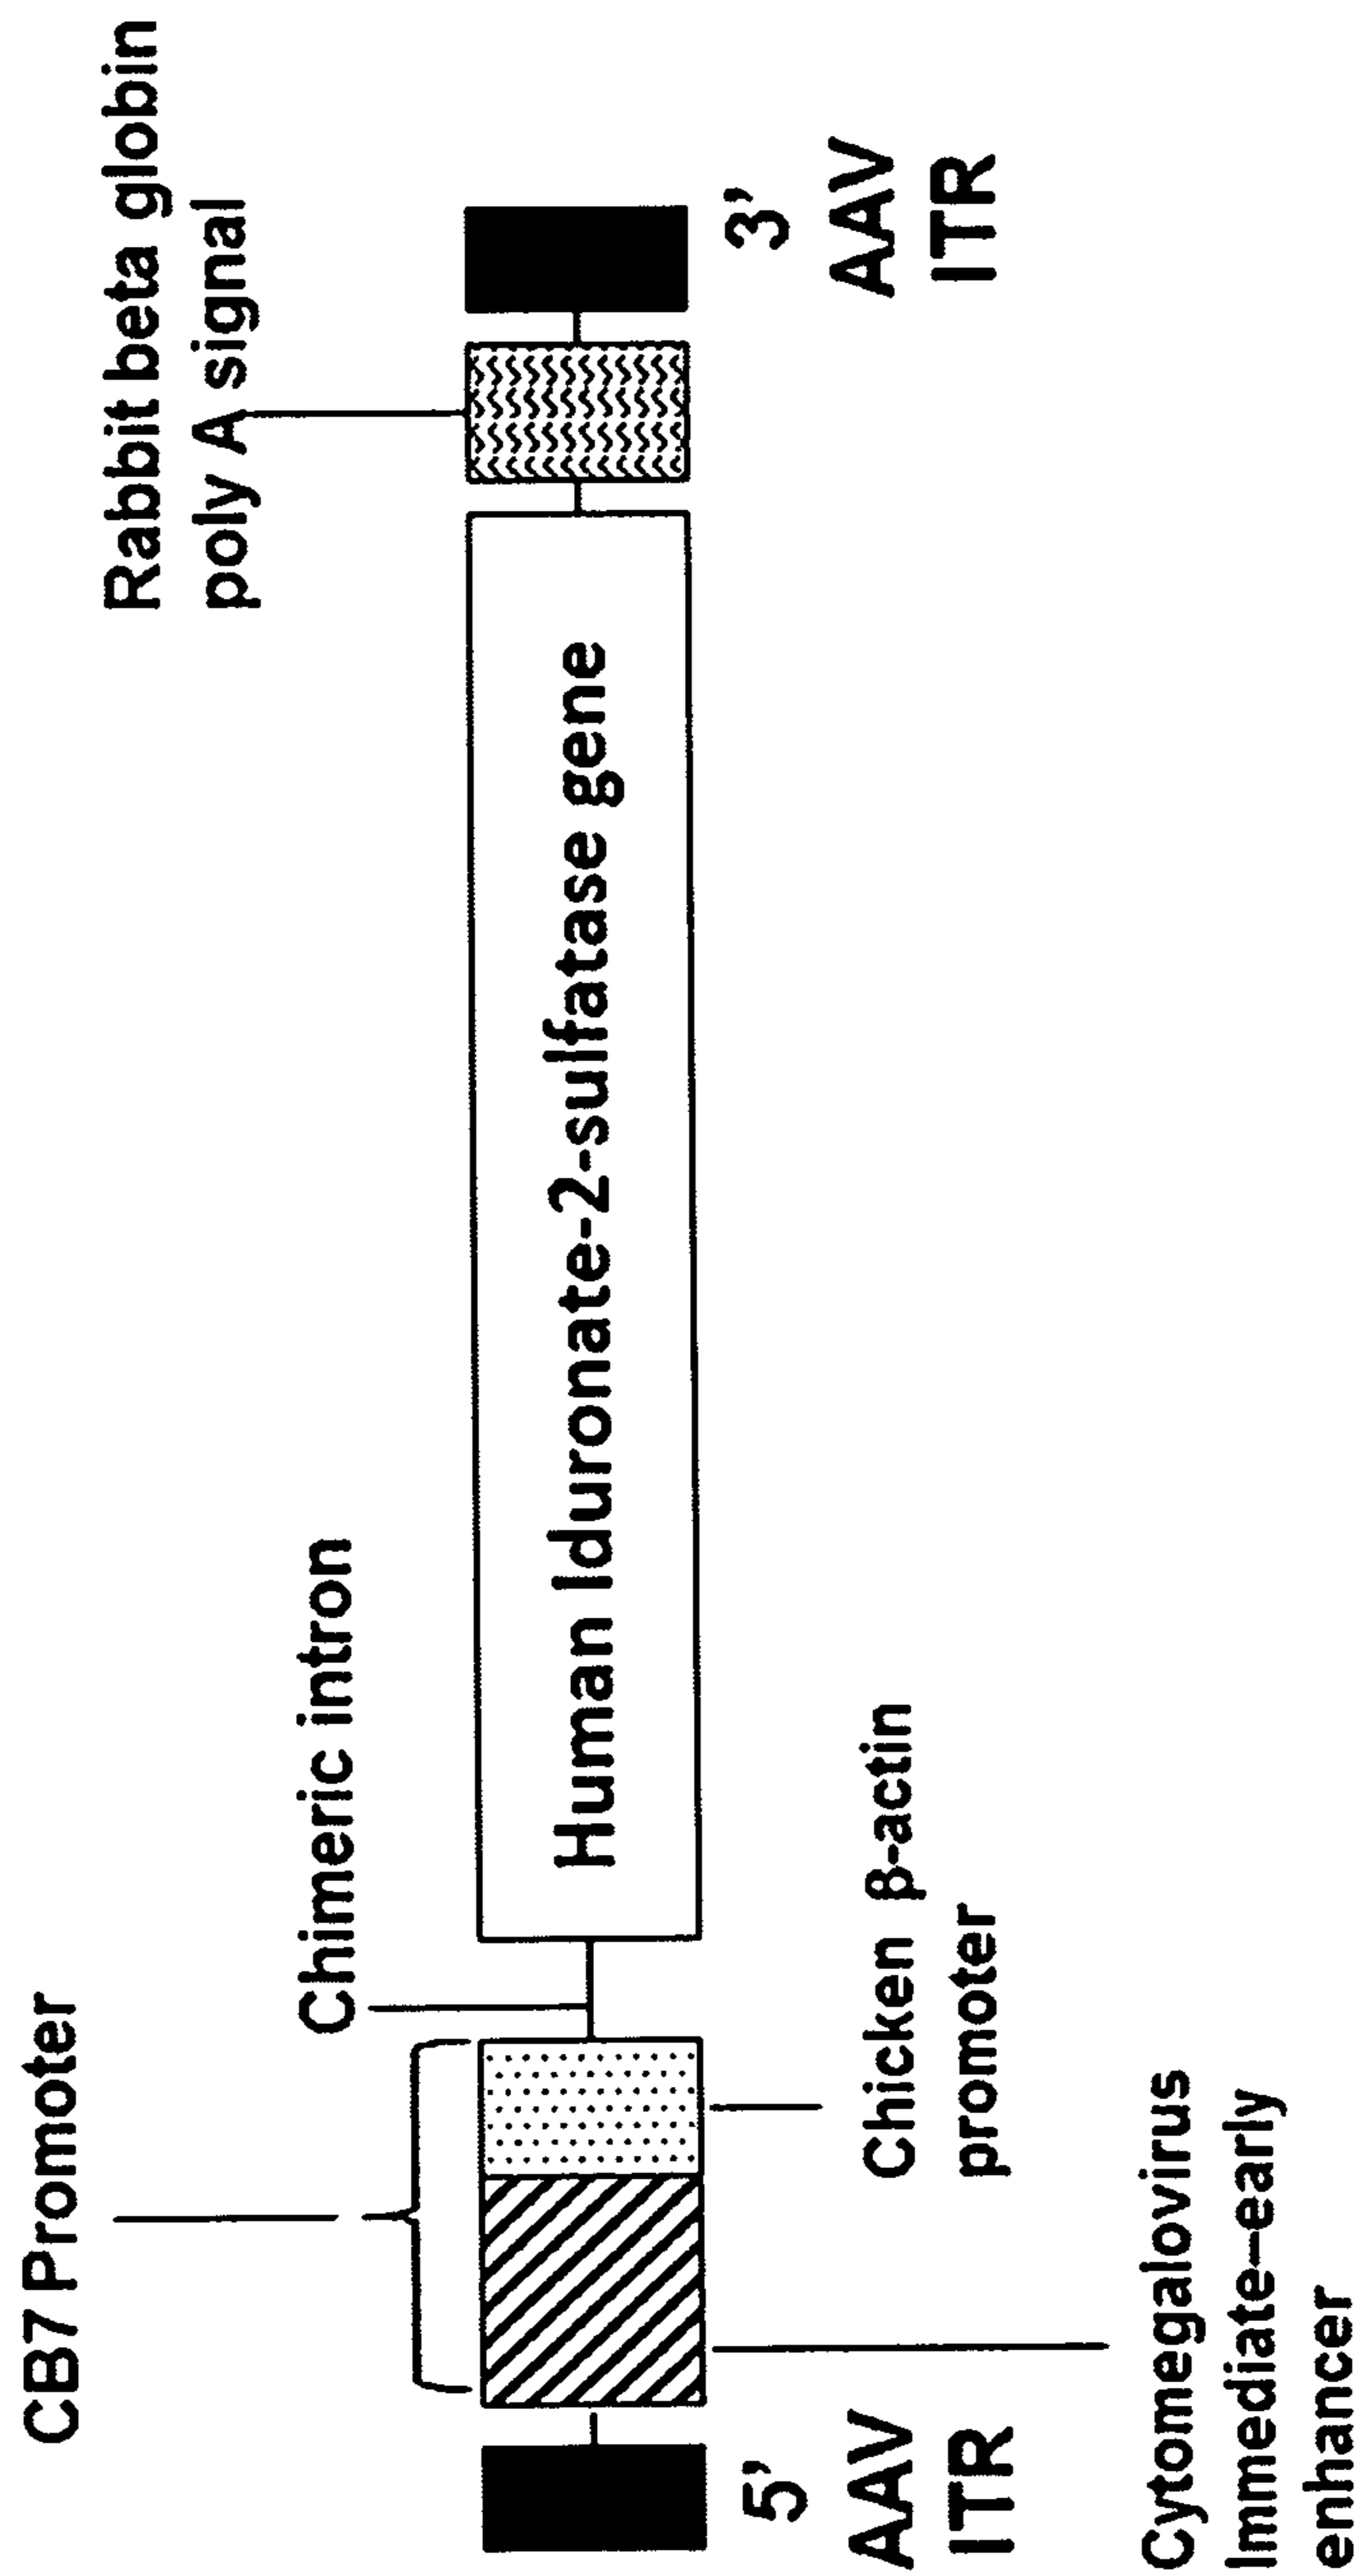 CB7 Promoter
Chimeric intron
Rabbit beta globin
poly A signal
Human Iduronate-2-sulfatase gene
5'
AAV
ITR
Cytomegalovirus
Immediate-early
enhancer
Chicken β-actin
promoter
3'
AAV
ITR